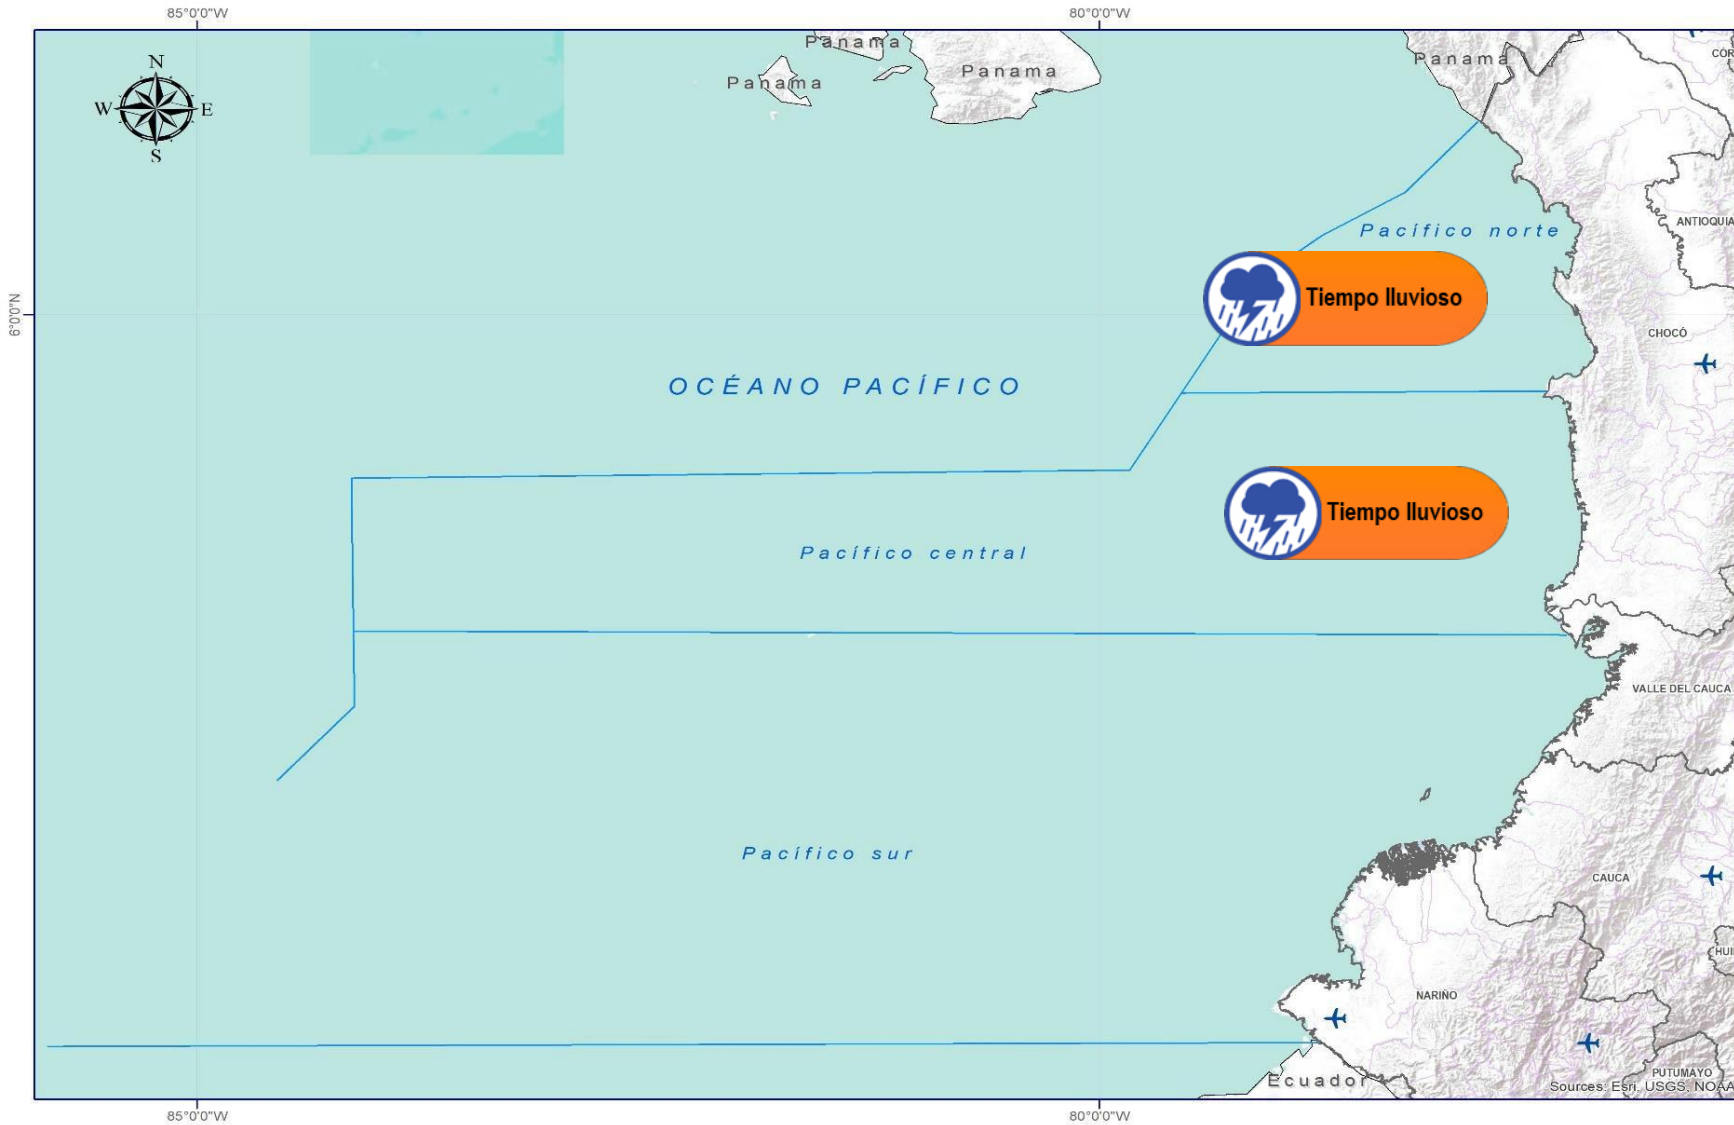 85°0'0"W
80°0'0"W
Panama
Panama
Panama
Panama
COR
N
W
E
S
ANTIOQUIA
Pacífico norte
Tiempo lluvioso
6°0'0"N
CHOCÓ
OCÉANO PACÍFICO
Tiempo lluvioso
Pacífico central
VALLE DEL CAUCA
Pacífico sur
CAUCA
HUI
NARIÑO
PUTUMAYO
Ecuador
Sources: Esri, USGS, NOAA
85°0'0"W
80°0'0"W